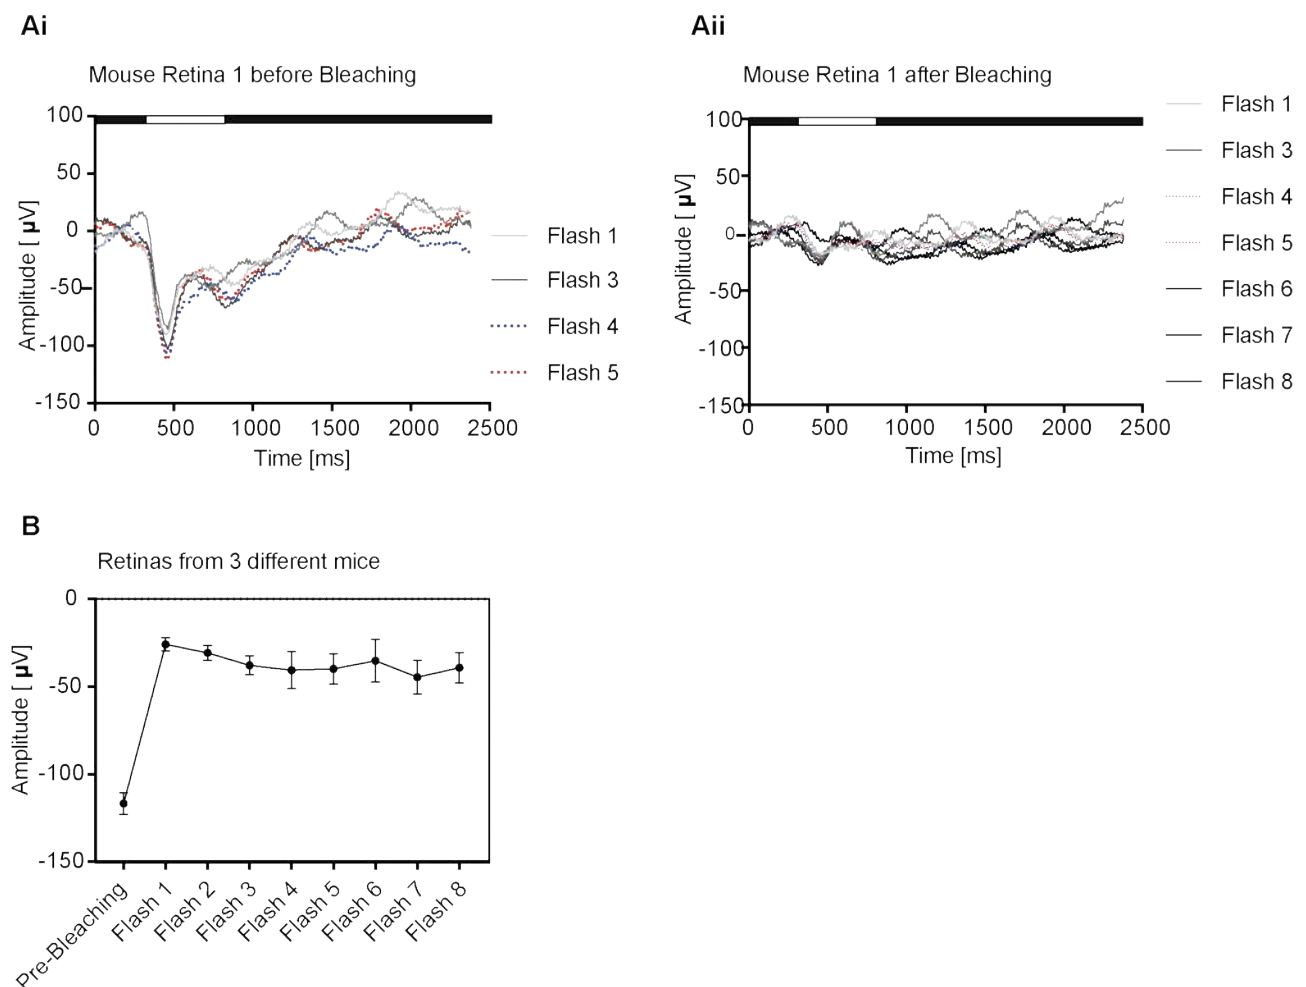 Ai
Mouse Retina 1 before Bleaching
100
50
0
-50
-100
-150
Amplitude [ µV]
0 500 1000 1500 2000 2500
Time [ms]
Flash 1
Flash 3
Flash 4
Flash 5
Aii
Mouse Retina 1 after Bleaching
100
50
0
-50
-100
-150
Amplitude [ µV]
0 500 1000 1500 2000 2500
Time [ms]
Flash 1
Flash 3
Flash 4
Flash 5
Flash 6
Flash 7
Flash 8
B
Retinas from 3 different mice
0
-50
-100
-150
Amplitude [ µV]
Pre-Bleaching
Flash 1
Flash 2
Flash 3
Flash 4
Flash 5
Flash 6
Flash 7
Flash 8